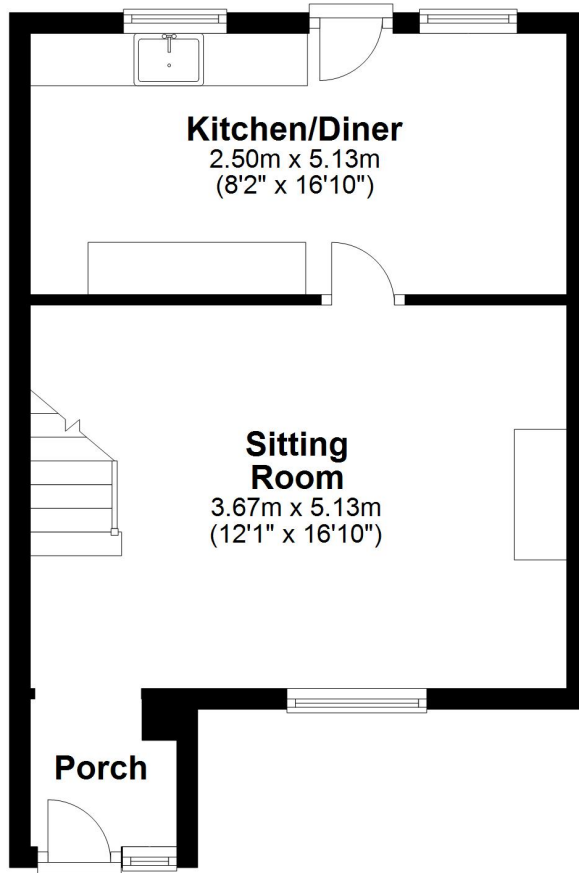 Kitchen/Diner
2.50m x 5.13m
(8'2" x 16'10")
Sitting
Room
3.67m x 5.13m
(12'1" x 16'10")
Porch